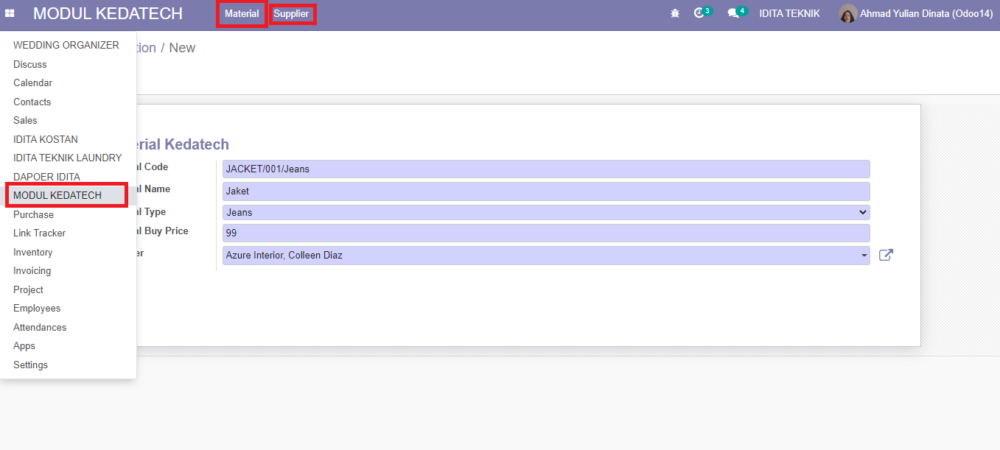 MODUL KEDATECH Material Supplier 3 4 IDITA TEKNIK Ahmad Yulian Dinata (Odoo14)
WEDDING ORGANIZER
tion / New
Discuss
Calendar
Contacts
Sales
IDITA KOSTAN
IDITA TEKNIK LAUNDRY
DAPOER IDITA
MODUL KEDATECH
Purchase
Link Tracker
Inventory
Invoicing
Project
Employees
Attendances
Apps
Settings
erial Kedatech
al Code JACKET/001/Jeans
al Name Jaket
al Type Jeans
al Buy Price 99
er Azure Interior, Colleen Diaz